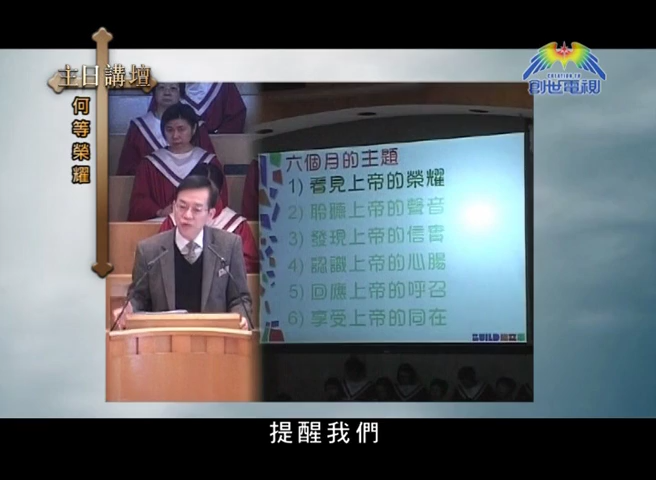 主日講壇
何等榮耀
CREATION TV
創世電視
六個月的主題
1) 看見上帝的榮耀
2) 聆聽上帝的聲音
3) 發現上帝的信實
4) 認識上帝的心腸
5) 回應上帝的呼召
6) 享受上帝的同在
BUILD
提醒我們